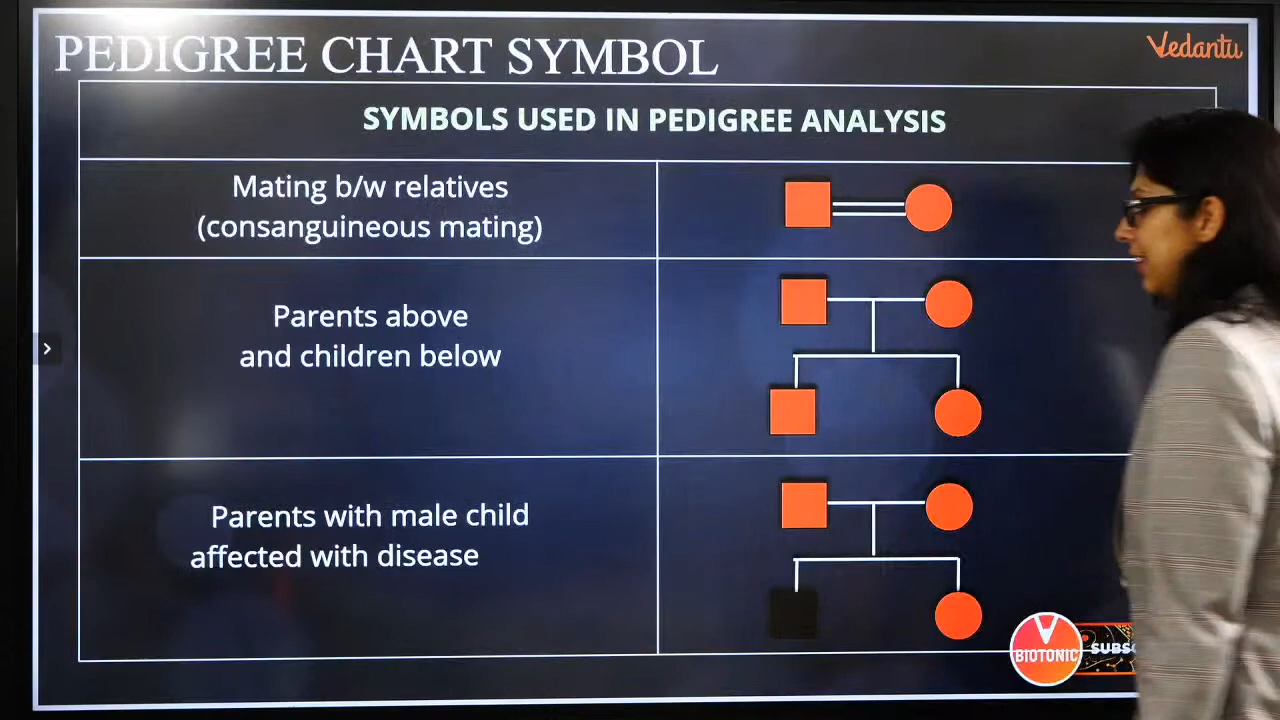 PEDIGREE CHART SYMBOL
Vedantu
SYMBOLS USED IN PEDIGREE ANALYSIS
Mating b/w relatives
(consanguineous mating)
Parents above
and children below
Parents with male child
affected with disease
BIOTONIC
SUBSC